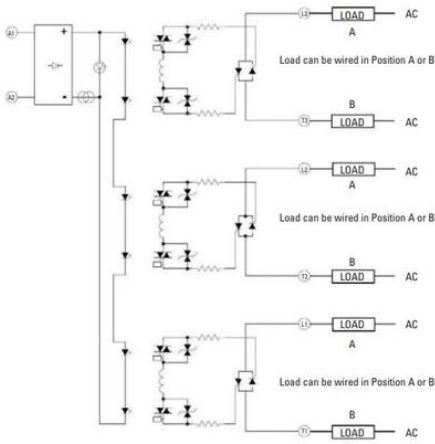 L3 LOAD AC
A
A1 +
Load can be wired in Position A or B
A2 -
B
T3 LOAD AC
L2 LOAD AC
A
Load can be wired in Position A or B
B
T2 LOAD AC
L1 LOAD AC
A
Load can be wired in Position A or B
B
T1 LOAD AC